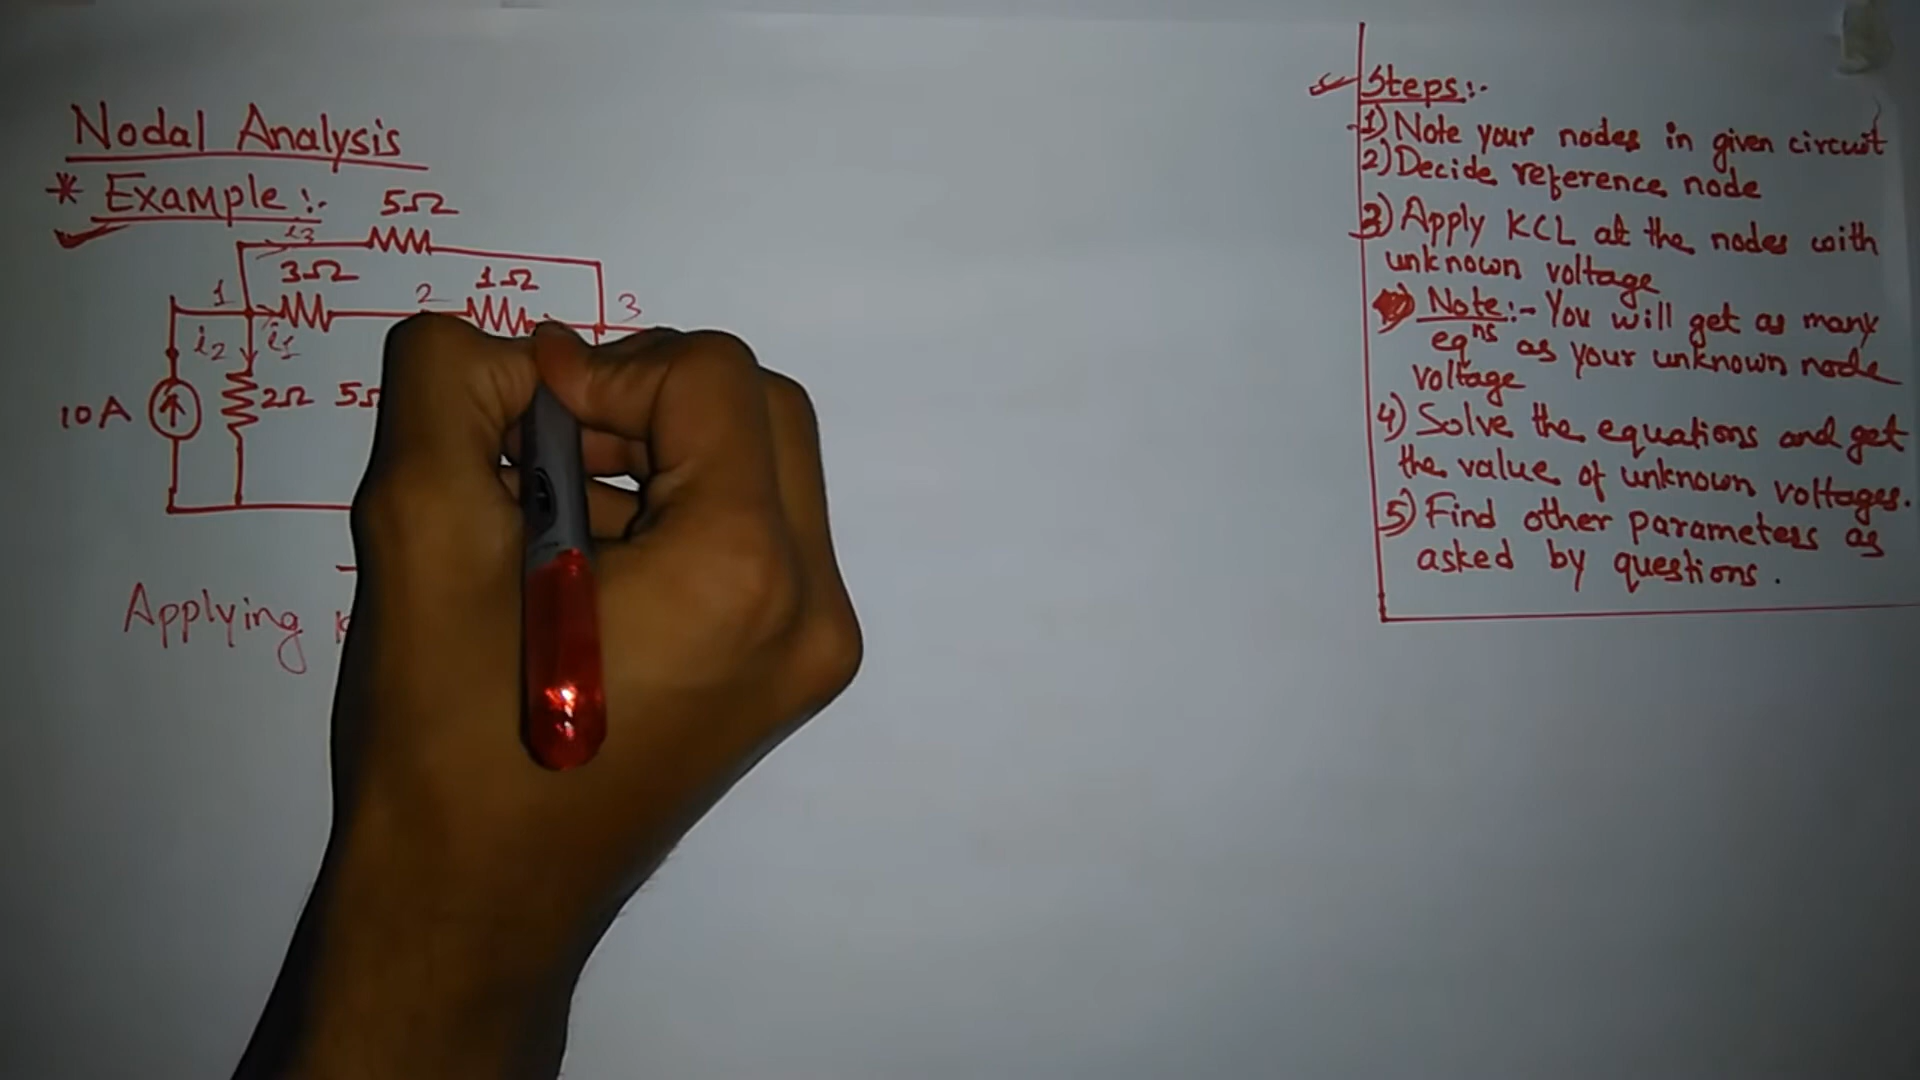 Nodal Analysis
* Example :-
5Ω
i3
3Ω
1Ω
1
2
3
i2
i1
10A
2Ω
Applying
Steps:-
1) Note your nodes in given circuit
2) Decide reference node
3) Apply KCL at the nodes with
unknown voltage
Note:- You will get as many
eqns as your unknown node
voltage
4) Solve the equations and get
the value of unknown voltages.
5) Find other parameters as
asked by questions.